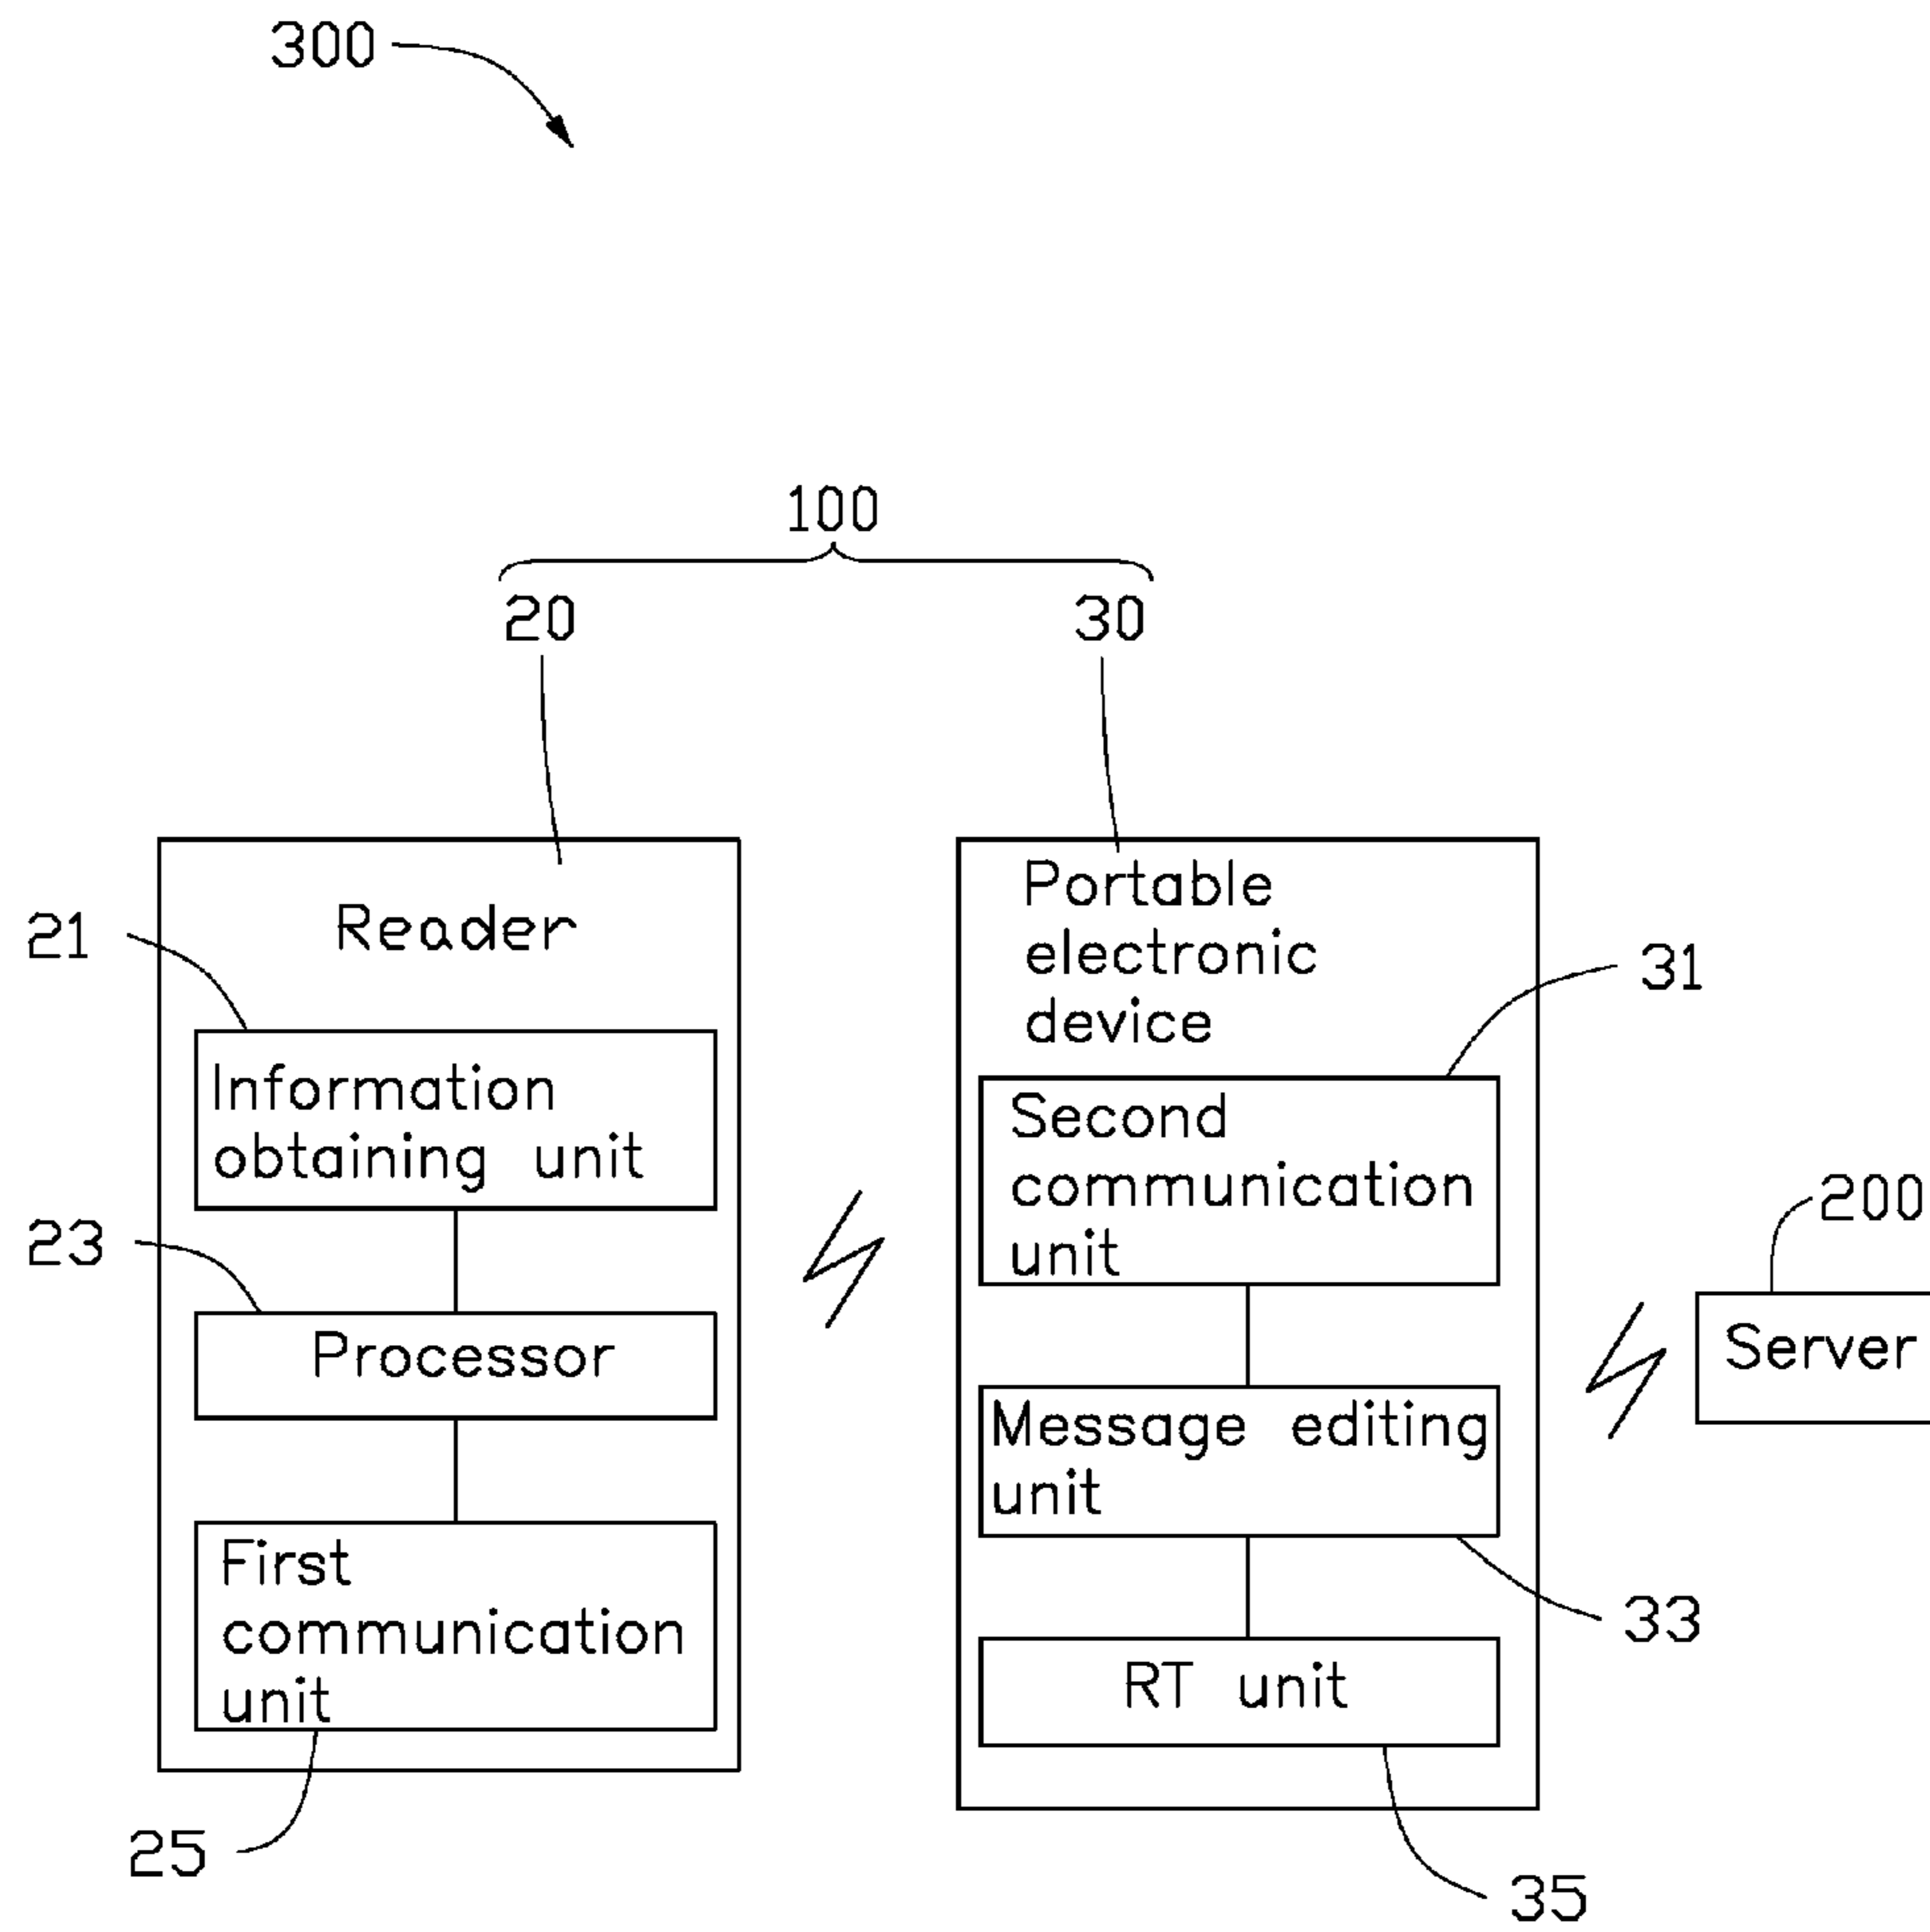 300
100
20
30
Reader
21
Information
obtaining unit
23
Processor
First
communication
unit
25
Portable
electronic
device
31
Second
communication
unit
Message editing
unit
33
RT unit
35
200
Server